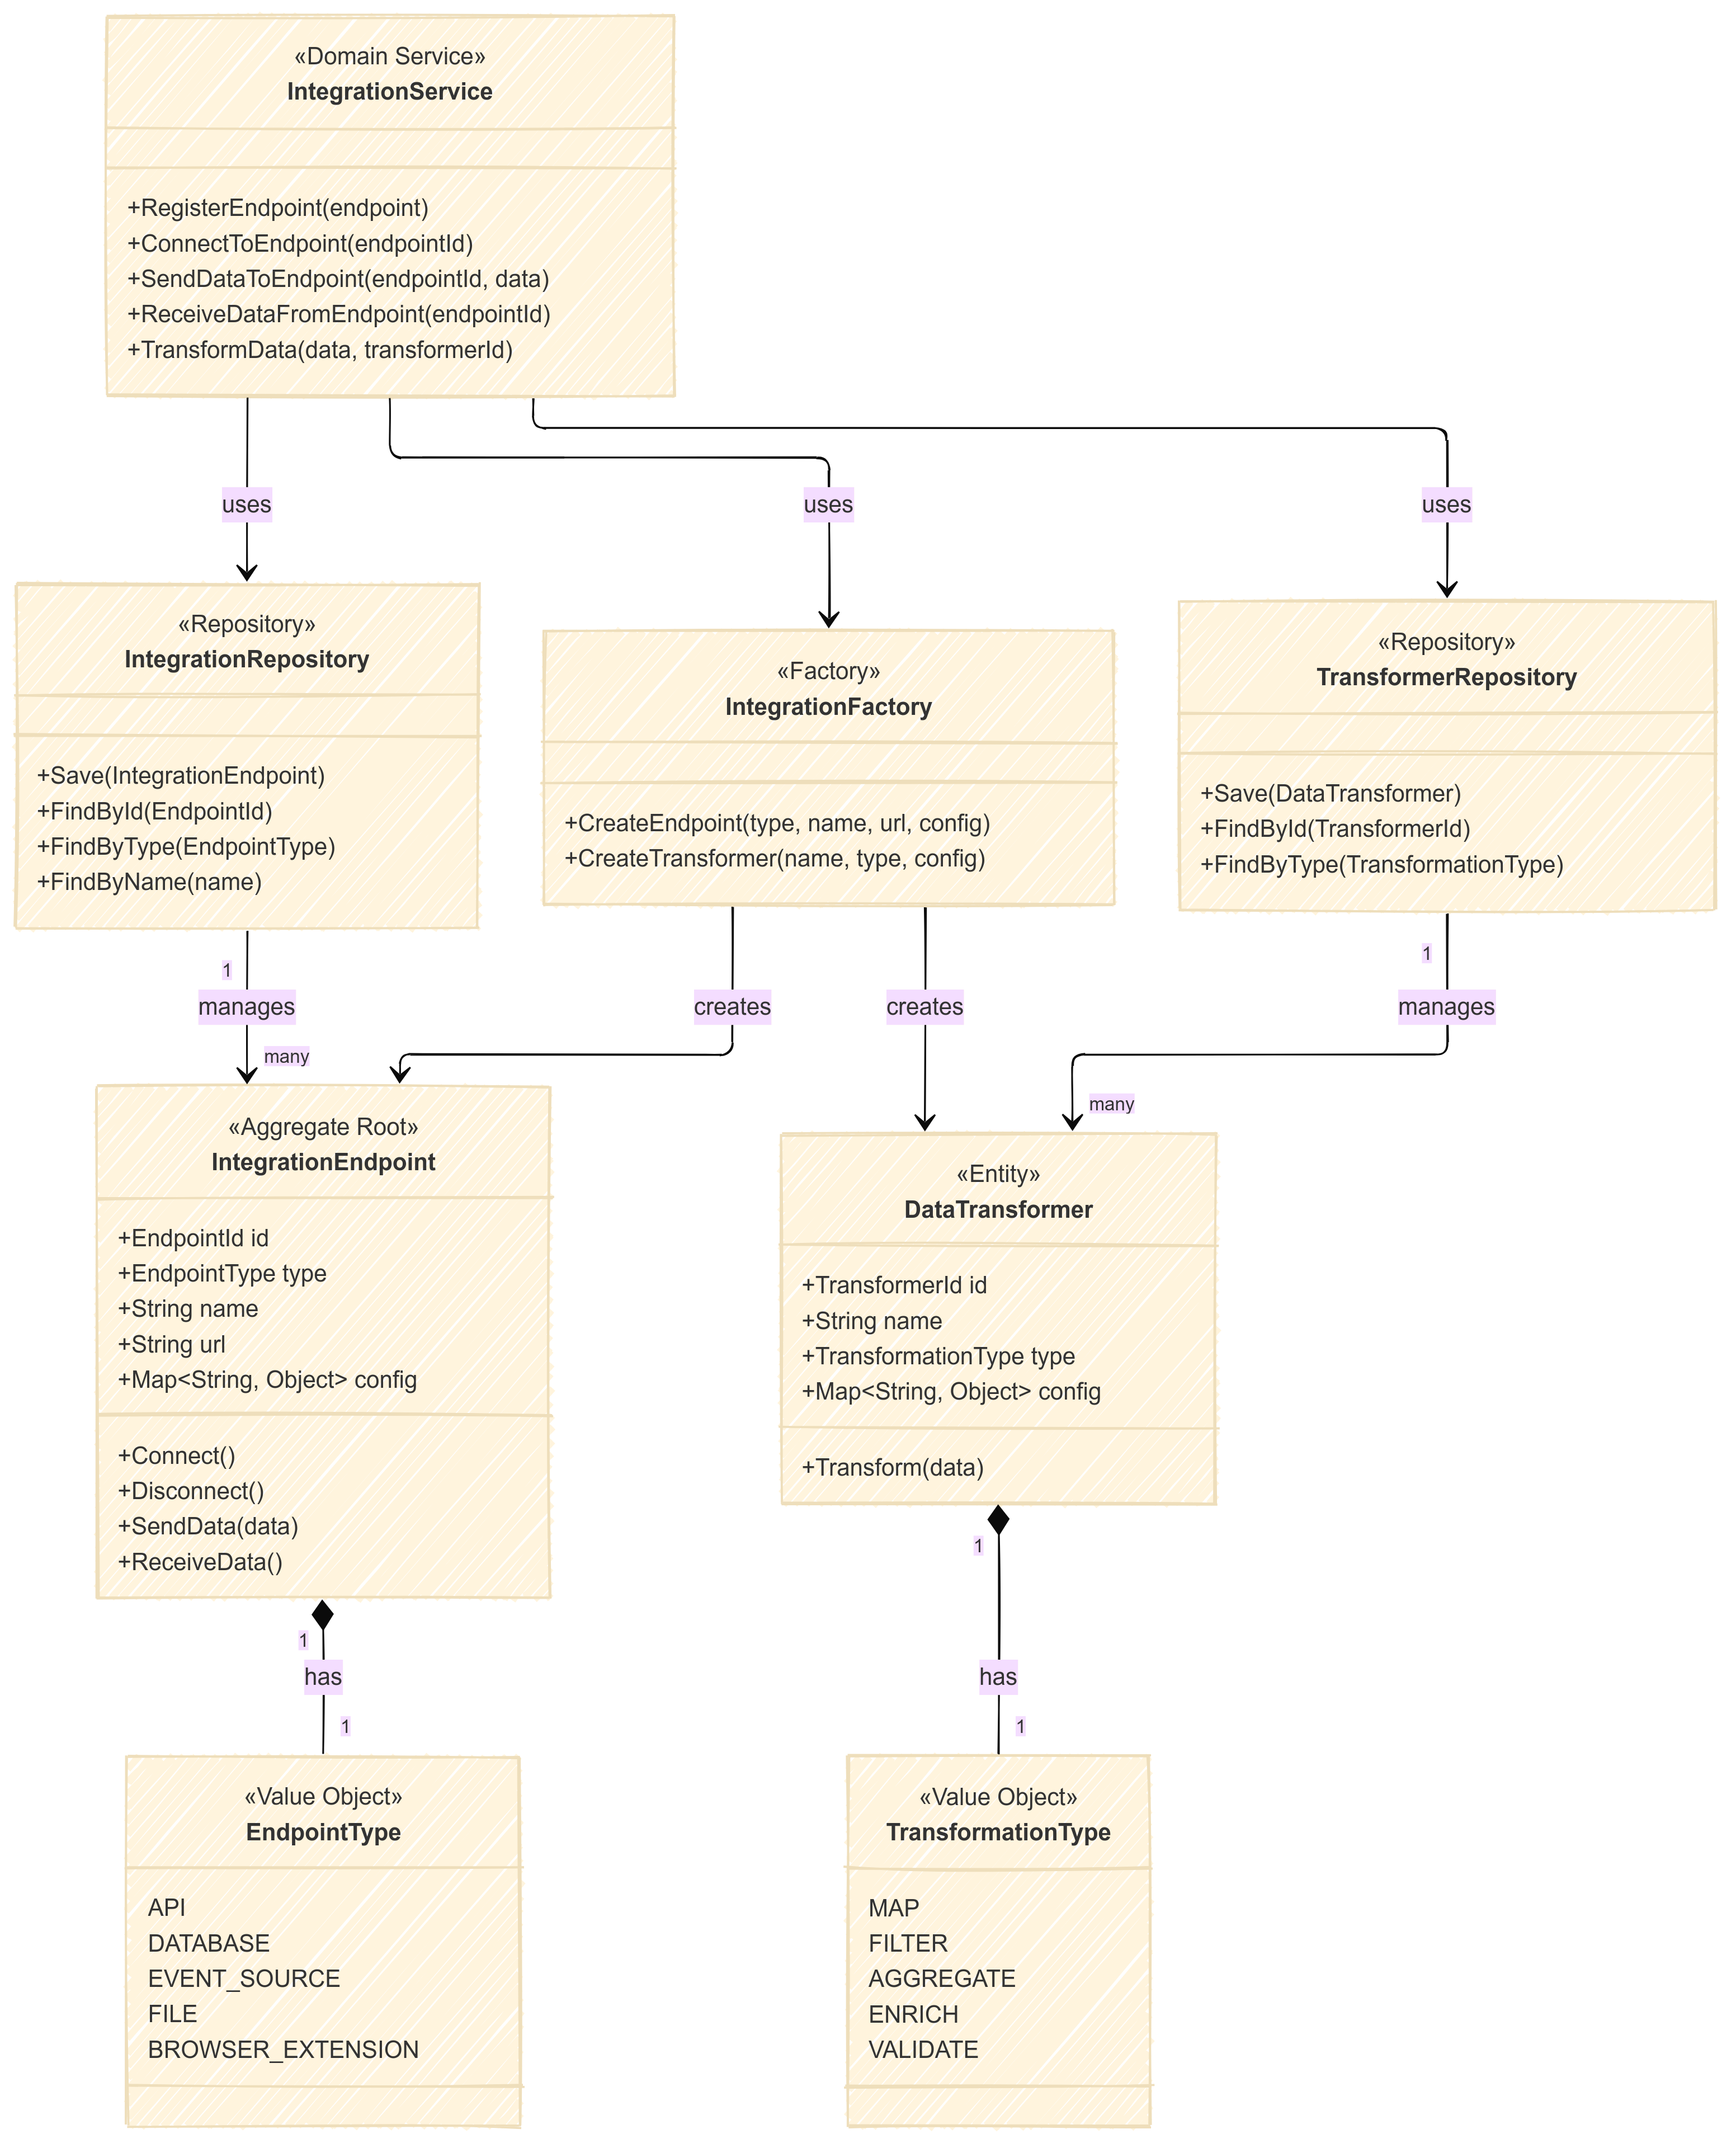 «Domain Service»
IntegrationService
+RegisterEndpoint(endpoint)
+ConnectToEndpoint(endpointId)
+SendDataToEndpoint(endpointId, data)
+ReceiveDataFromEndpoint(endpointId)
+TransformData(data, transformerId)
uses
uses
uses
«Repository»
IntegrationRepository
+Save(IntegrationEndpoint)
+FindById(EndpointId)
+FindByType(EndpointType)
+FindByName(name)
«Factory»
IntegrationFactory
+CreateEndpoint(type, name, url, config)
+CreateTransformer(name, type, config)
«Repository»
TransformerRepository
+Save(DataTransformer)
+FindById(TransformerId)
+FindByType(TransformationType)
1
manages
many
creates
creates
1
manages
many
«Aggregate Root»
IntegrationEndpoint
+EndpointId id
+EndpointType type
+String name
+String url
+Map<String, Object> config
+Connect()
+Disconnect()
+SendData(data)
+ReceiveData()
«Entity»
DataTransformer
+TransformerId id
+String name
+TransformationType type
+Map<String, Object> config
+Transform(data)
1
has
1
1
has
1
«Value Object»
EndpointType
API
DATABASE
EVENT_SOURCE
FILE
BROWSER_EXTENSION
«Value Object»
TransformationType
MAP
FILTER
AGGREGATE
ENRICH
VALIDATE